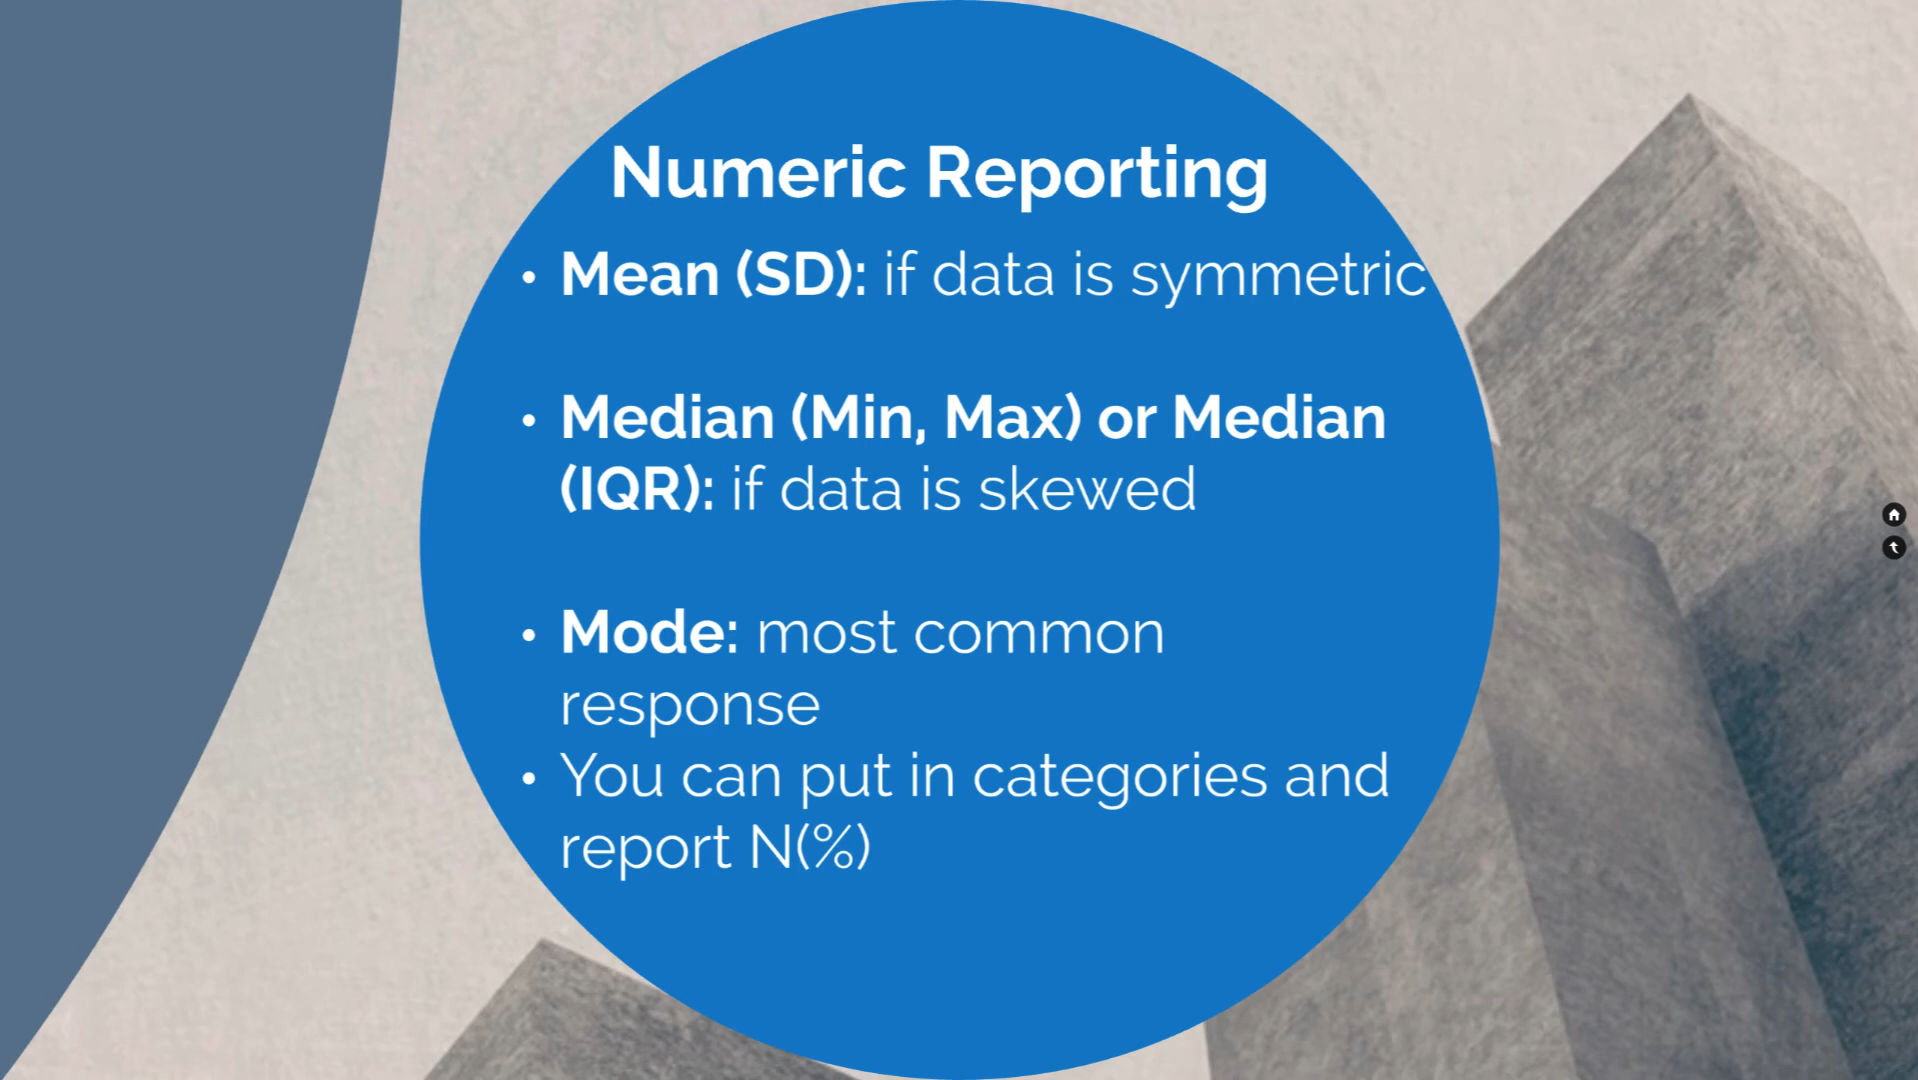 Numeric Reporting
• Mean (SD): if data is symmetric
• Median (Min, Max) or Median
(IQR): if data is skewed
• Mode: most common
response
• You can put in categories and
report N(%)